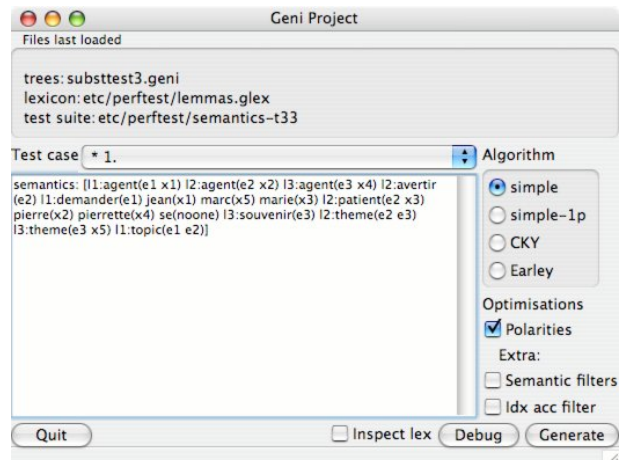 Geni Project
Files last loaded
trees: substtest3.geni
lexicon: etc/perftest/lemmas.glex
test suite: etc/perftest/semantics-t33
Test case * 1.
Algorithm
semantics: [l1:agent(e1 x1) l2:agent(e2 x2) l3:agent(e3 x4) l2:avertir
(e2) l1:demander(e1) jean(x1) marc(x5) marie(x3) l2:patient(e2 x3)
pierre(x2) pierrette(x4) se(noone) l3:souvenir(e3) l2:theme(e2 e3)
l3:theme(e3 x5) l1:topic(e1 e2)]
simple
simple-1p
CKY
Earley
Optimisations
Polarities
Extra:
Semantic filters
Idx acc filter
Quit
Inspect lex
Debug
Generate